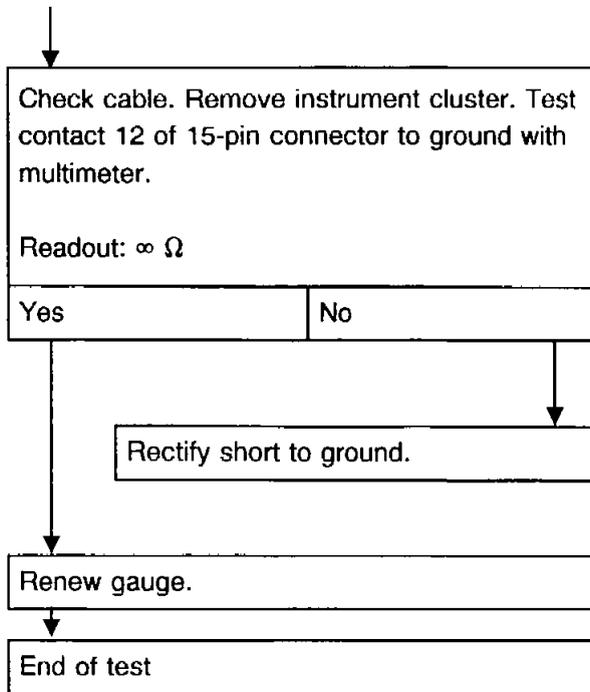 Check cable. Remove instrument cluster. Test
contact 12 of 15-pin connector to ground with
multimeter.
Readout: ∞ Ω
Yes
No
Rectify short to ground.
Renew gauge.
End of test